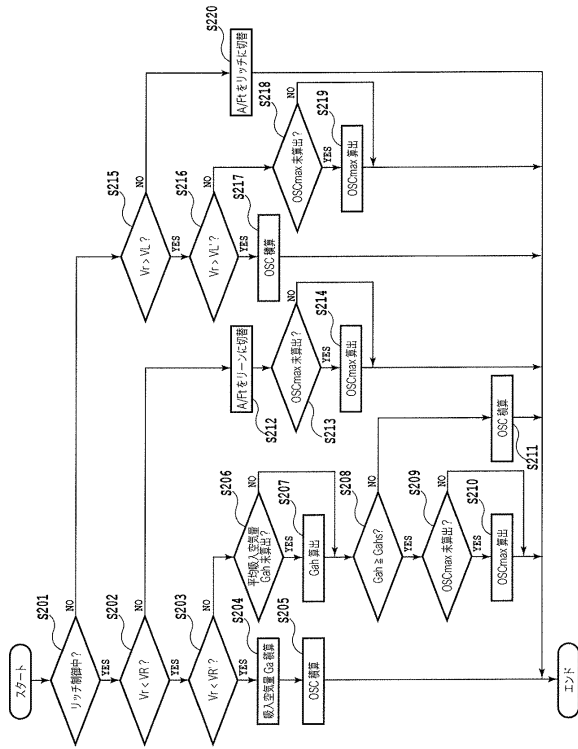 スタート
S201
リッチ制御中?
NO
YES
S202
Vr < VR ?
NO
YES
S203
Vr < VR' ?
NO
YES
S204
吸入空気量 Ga 積算
S205
OSC 積算
S206
平均吸入空気量
Gah 未算出?
NO
YES
S207
Gah 算出
S208
Gah ≧ Gahs?
NO
YES
S209
OSCmax 未算出?
NO
YES
S210
OSCmax 算出
OSC 積算
S211
A/Ftをリーンに切替
S212
OSCmax 未算出?
NO
S213
YES
S214
OSCmax 算出
S215
Vr > VL ?
NO
YES
S216
Vr > VL' ?
NO
YES
S217
OSC 積算
S218
OSCmax 未算出?
NO
YES
S219
OSCmax 算出
S220
A/Ftをリッチに切替
エンド